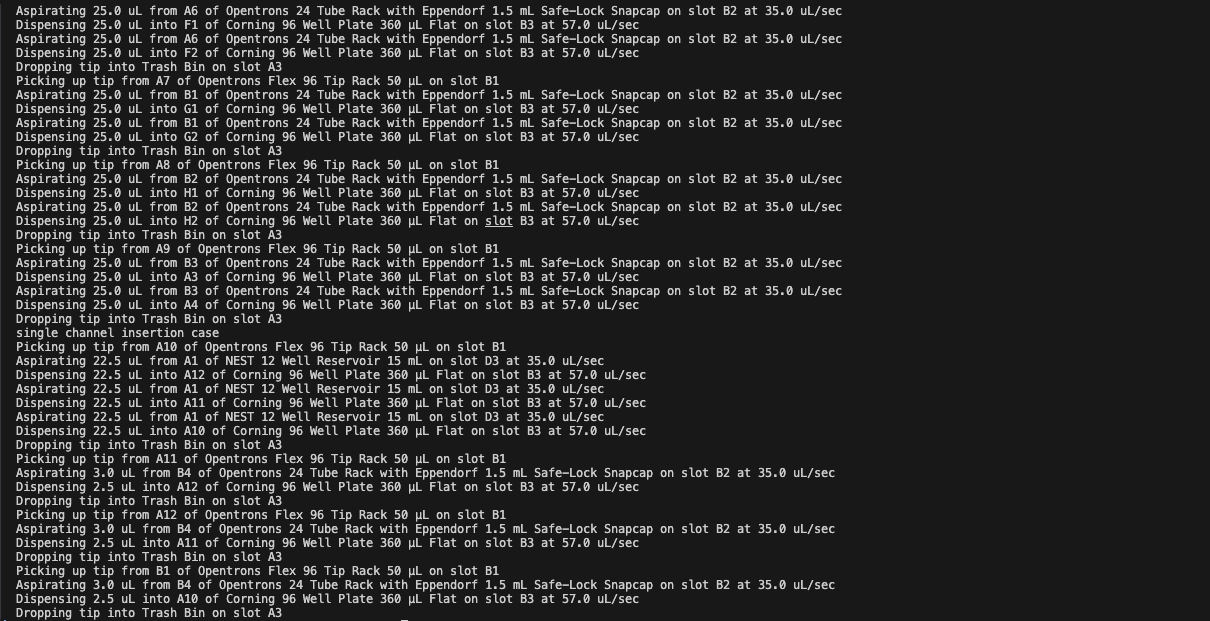 Aspirating 25.0 uL from A6 of Opentrons 24 Tube Rack with Eppendorf 1.5 mL Safe-Lock Snapcap on slot B2 at 35.0 uL/sec
Dispensing 25.0 uL into F1 of Corning 96 Well Plate 360 µL Flat on slot B3 at 57.0 uL/sec
Aspirating 25.0 uL from A6 of Opentrons 24 Tube Rack with Eppendorf 1.5 mL Safe-Lock Snapcap on slot B2 at 35.0 uL/sec
Dispensing 25.0 uL into F2 of Corning 96 Well Plate 360 µL Flat on slot B3 at 57.0 uL/sec
Dropping tip into Trash Bin on slot A3
Picking up tip from A7 of Opentrons Flex 96 Tip Rack 50 µL on slot B1
Aspirating 25.0 uL from B1 of Opentrons 24 Tube Rack with Eppendorf 1.5 mL Safe-Lock Snapcap on slot B2 at 35.0 uL/sec
Dispensing 25.0 uL into G1 of Corning 96 Well Plate 360 µL Flat on slot B3 at 57.0 uL/sec
Aspirating 25.0 uL from B1 of Opentrons 24 Tube Rack with Eppendorf 1.5 mL Safe-Lock Snapcap on slot B2 at 35.0 uL/sec
Dispensing 25.0 uL into G2 of Corning 96 Well Plate 360 µL Flat on slot B3 at 57.0 uL/sec
Dropping tip into Trash Bin on slot A3
Picking up tip from A8 of Opentrons Flex 96 Tip Rack 50 µL on slot B1
Aspirating 25.0 uL from B2 of Opentrons 24 Tube Rack with Eppendorf 1.5 mL Safe-Lock Snapcap on slot B2 at 35.0 uL/sec
Dispensing 25.0 uL into H1 of Corning 96 Well Plate 360 µL Flat on slot B3 at 57.0 uL/sec
Aspirating 25.0 uL from B2 of Opentrons 24 Tube Rack with Eppendorf 1.5 mL Safe-Lock Snapcap on slot B2 at 35.0 uL/sec
Dispensing 25.0 uL into H2 of Corning 96 Well Plate 360 µL Flat on slot B3 at 57.0 uL/sec
Dropping tip into Trash Bin on slot A3
Picking up tip from A9 of Opentrons Flex 96 Tip Rack 50 µL on slot B1
Aspirating 25.0 uL from B3 of Opentrons 24 Tube Rack with Eppendorf 1.5 mL Safe-Lock Snapcap on slot B2 at 35.0 uL/sec
Dispensing 25.0 uL into A3 of Corning 96 Well Plate 360 µL Flat on slot B3 at 57.0 uL/sec
Aspirating 25.0 uL from B3 of Opentrons 24 Tube Rack with Eppendorf 1.5 mL Safe-Lock Snapcap on slot B2 at 35.0 uL/sec
Dispensing 25.0 uL into A4 of Corning 96 Well Plate 360 µL Flat on slot B3 at 57.0 uL/sec
Dropping tip into Trash Bin on slot A3
single channel insertion case
Picking up tip from A10 of Opentrons Flex 96 Tip Rack 50 µL on slot B1
Aspirating 22.5 uL from A1 of NEST 12 Well Reservoir 15 mL on slot D3 at 35.0 uL/sec
Dispensing 22.5 uL into A12 of Corning 96 Well Plate 360 µL Flat on slot B3 at 57.0 uL/sec
Aspirating 22.5 uL from A1 of NEST 12 Well Reservoir 15 mL on slot D3 at 35.0 uL/sec
Dispensing 22.5 uL into A11 of Corning 96 Well Plate 360 µL Flat on slot B3 at 57.0 uL/sec
Aspirating 22.5 uL from A1 of NEST 12 Well Reservoir 15 mL on slot D3 at 35.0 uL/sec
Dispensing 22.5 uL into A10 of Corning 96 Well Plate 360 µL Flat on slot B3 at 57.0 uL/sec
Dropping tip into Trash Bin on slot A3
Picking up tip from A11 of Opentrons Flex 96 Tip Rack 50 µL on slot B1
Aspirating 3.0 uL from B4 of Opentrons 24 Tube Rack with Eppendorf 1.5 mL Safe-Lock Snapcap on slot B2 at 35.0 uL/sec
Dispensing 2.5 uL into A12 of Corning 96 Well Plate 360 µL Flat on slot B3 at 57.0 uL/sec
Dropping tip into Trash Bin on slot A3
Picking up tip from A12 of Opentrons Flex 96 Tip Rack 50 µL on slot B1
Aspirating 3.0 uL from B4 of Opentrons 24 Tube Rack with Eppendorf 1.5 mL Safe-Lock Snapcap on slot B2 at 35.0 uL/sec
Dispensing 2.5 uL into A11 of Corning 96 Well Plate 360 µL Flat on slot B3 at 57.0 uL/sec
Dropping tip into Trash Bin on slot A3
Picking up tip from B1 of Opentrons Flex 96 Tip Rack 50 µL on slot B1
Aspirating 3.0 uL from B4 of Opentrons 24 Tube Rack with Eppendorf 1.5 mL Safe-Lock Snapcap on slot B2 at 35.0 uL/sec
Dispensing 2.5 uL into A10 of Corning 96 Well Plate 360 µL Flat on slot B3 at 57.0 uL/sec
Dropping tip into Trash Bin on slot A3